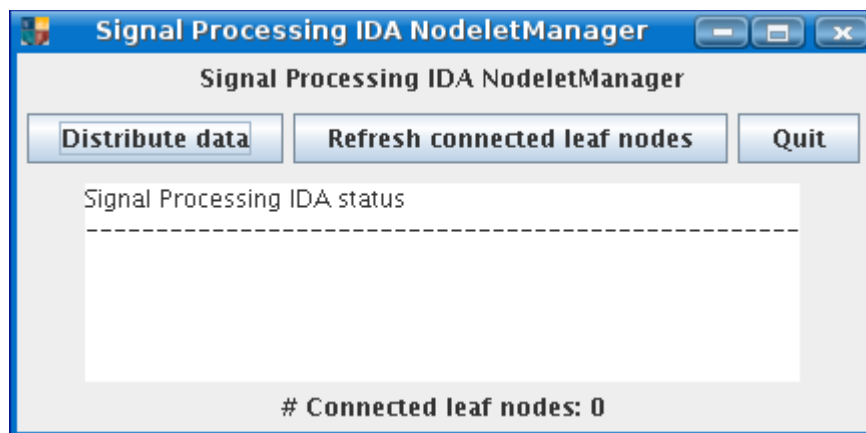 Signal Processing IDA NodeletManager
Signal Processing IDA NodeletManager
Distribute data Refresh connected leaf nodes Quit
Signal Processing IDA status
---------------------------------------------------
# Connected leaf nodes: 0